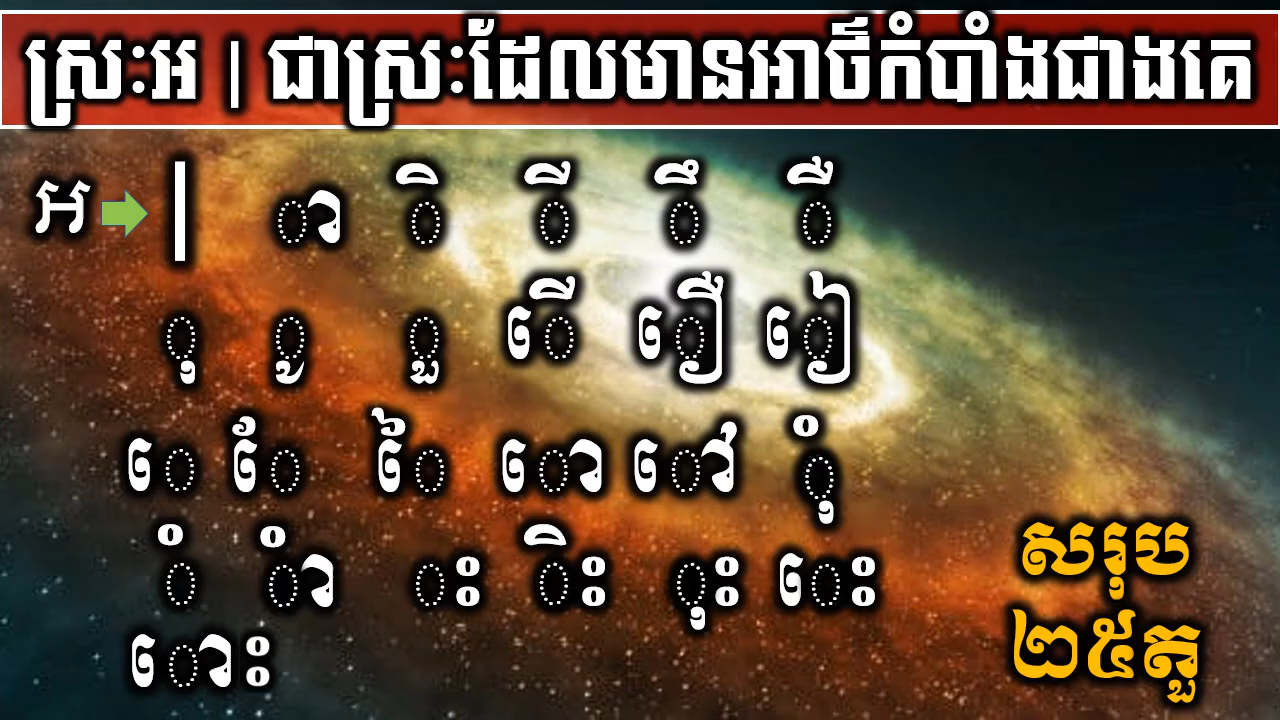 ស្រៈអ | ជាស្រៈដែលមានអាថ៌កំបាំងជាងគេ
អ | ា ិ ី ឹ ឺ
ុ ូ ួ ើ ឿ ៀ
េ ែ ៃ ោ ៅ ុំ
ំ ាំ ះ ិះ ុះ េះ
ោះ
សរុប
២៥តួ